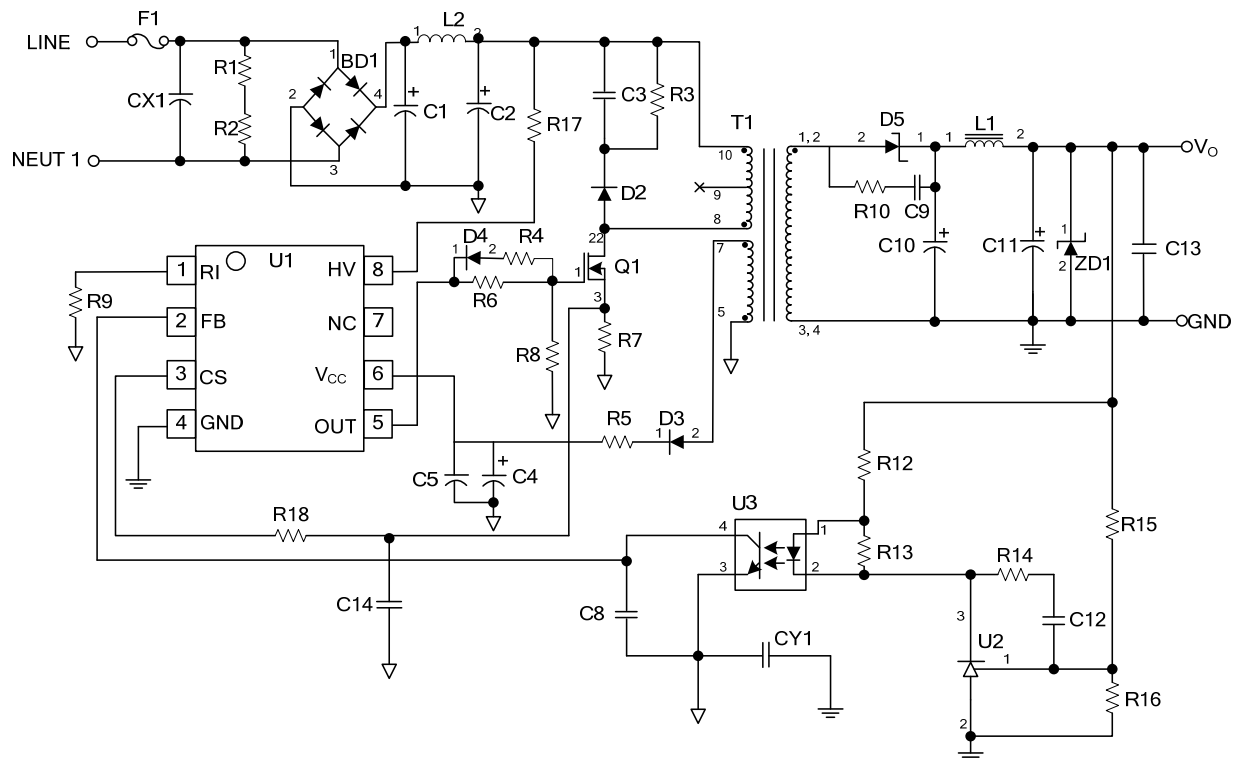 F1
L2
LINE
1
2
1
BD1
R1
CX1
2
4
+
C1
+
C2
C3
R3
R2
R17
T1
D5
L1
NEUT 1
3
10
1, 2
2
1
1
2
VO
9
R10
C9
D2
8
D4
R4
22
7
C10
+
C11
+
1
2
ZD1
C13
1
2
U1
1
RI
HV
8
1
Q1
R6
R9
3
5
2
FB
NC
7
R8
R7
3, 4
GND
3
CS
VCC
6
4
GND
OUT
5
R5
D3
1
2
C5
+
C4
R12
U3
R18
4
1
R15
R13
3
2
R14
C14
C8
3
C12
CY1
U2
1
R16
2